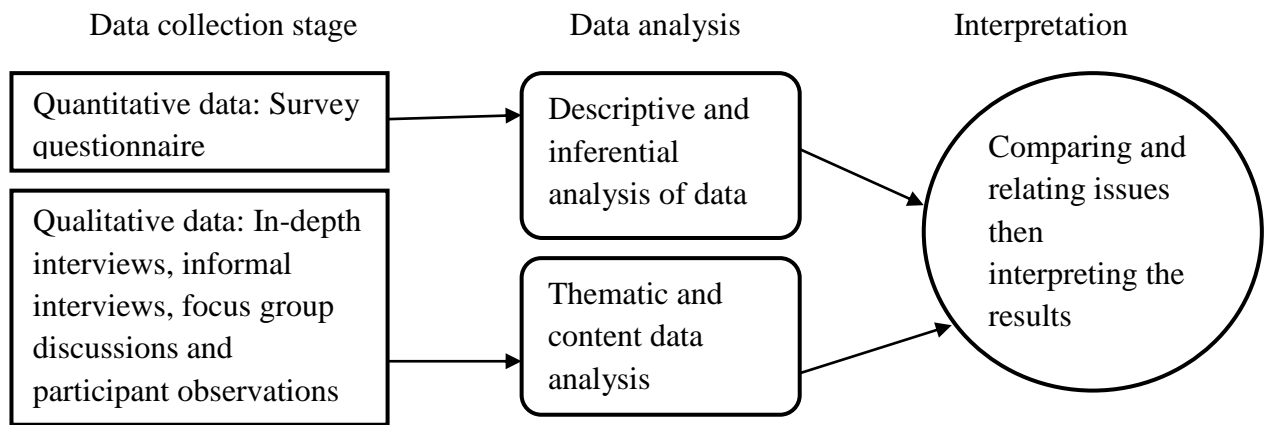 Data collection stage
Data analysis
Interpretation
Quantitative data: Survey
questionnaire
Qualitative data: In-depth
interviews, informal
interviews, focus group
discussions and
participant observations
Descriptive and
inferential
analysis of data
Thematic and
content data
analysis
Comparing and
relating issues
then
interpreting the
results